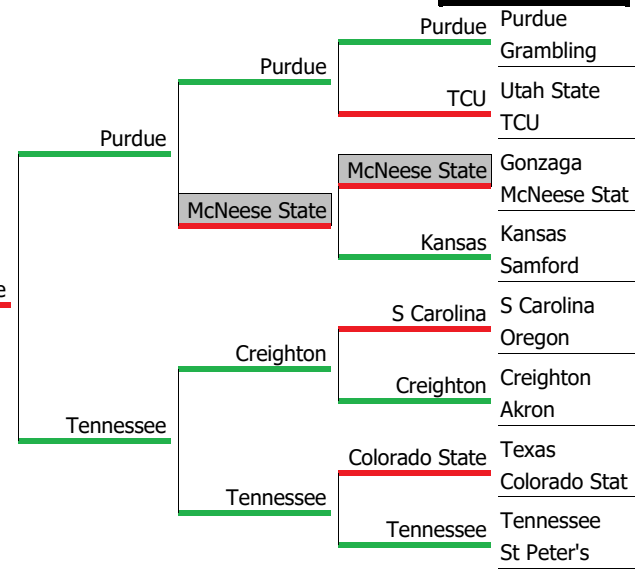 Purdue
Purdue
Grambling
Purdue
TCU
Utah State
TCU
Purdue
McNeese State
Gonzaga
McNeese Stat
McNeese State
Kansas
Kansas
Samford
e
S Carolina
S Carolina
Oregon
Creighton
Creighton
Creighton
Akron
Tennessee
Colorado State
Texas
Colorado Stat
Tennessee
Tennessee
Tennessee
St Peter's